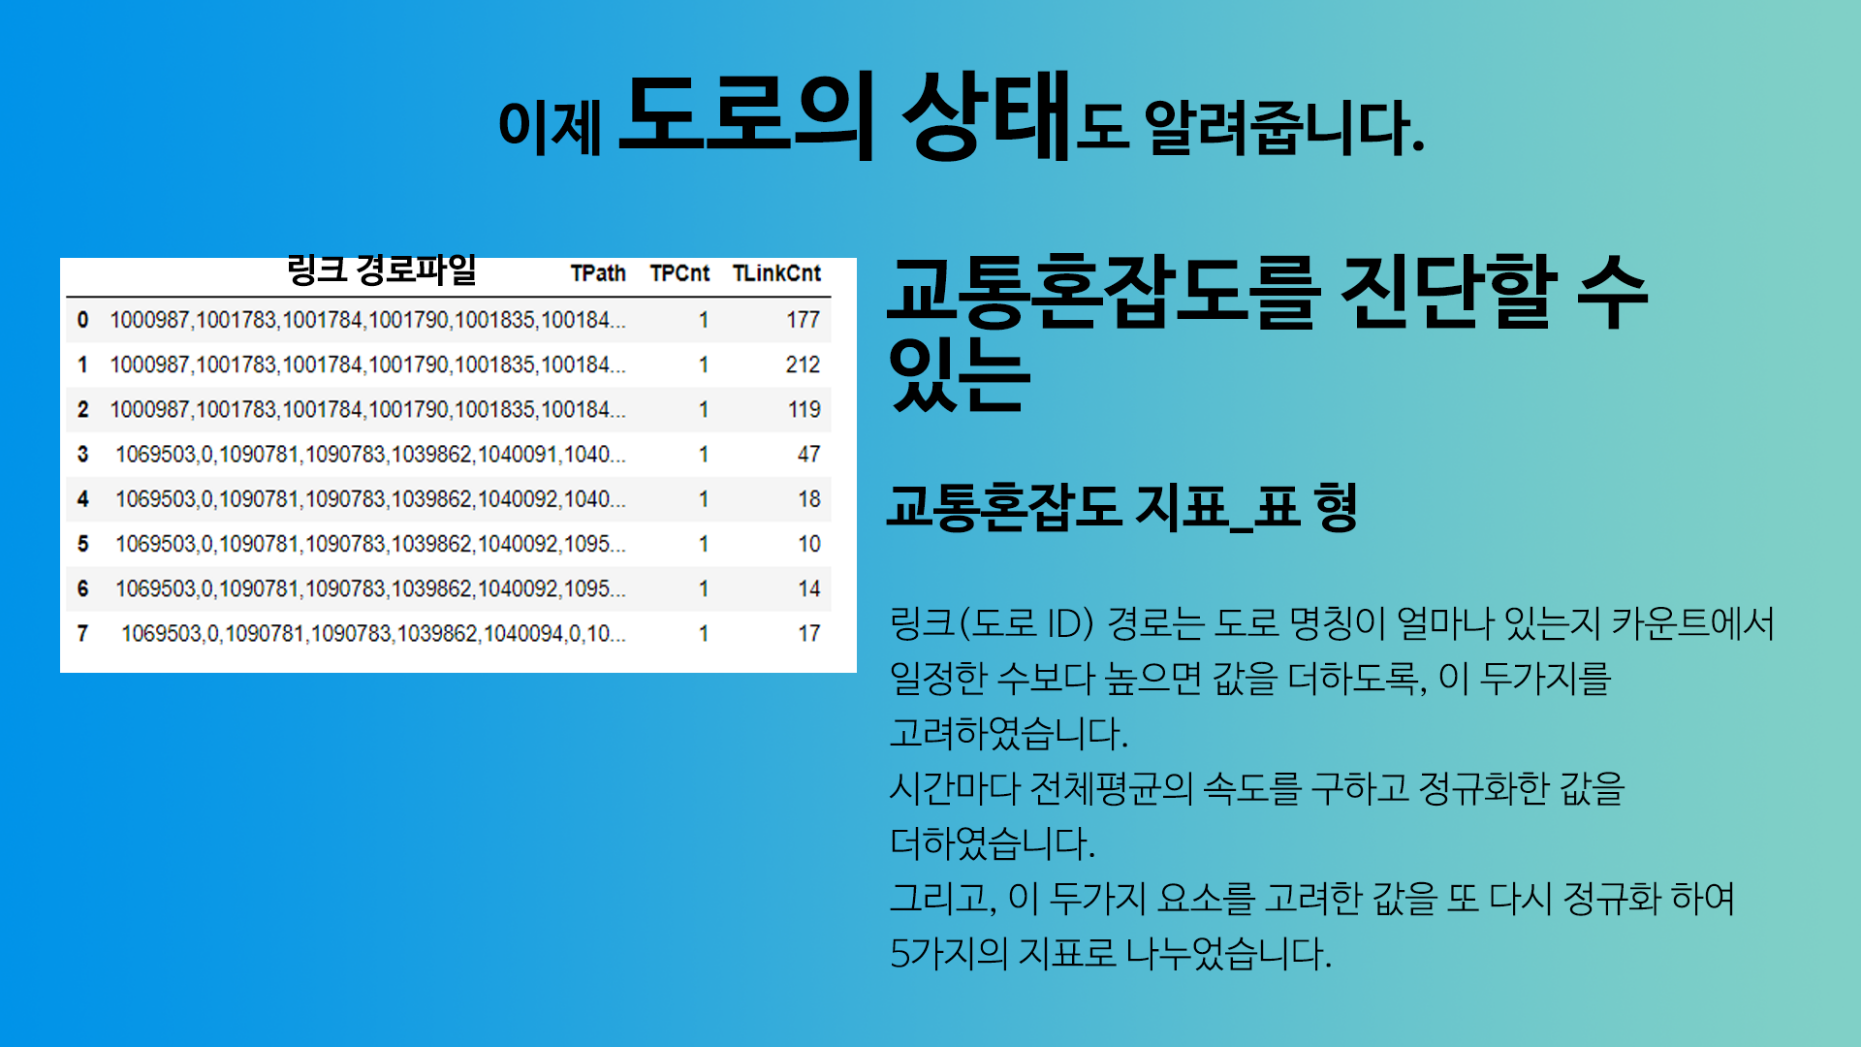 이제 도로의 상태도 알려줍니다.
링크 경로파일 TPath TPCnt TLinkCnt
0 1000987,1001783,1001784,1001790,1001835,100184... 1 177
1 1000987,1001783,1001784,1001790,1001835,100184... 1 212
2 1000987,1001783,1001784,1001790,1001835,100184... 1 119
3 1069503,0,1090781,1090783,1039862,1040091,1040... 1 47
4 1069503,0,1090781,1090783,1039862,1040092,1040... 1 18
5 1069503,0,1090781,1090783,1039862,1040092,1095... 1 10
6 1069503,0,1090781,1090783,1039862,1040092,1095... 1 14
7 1069503,0,1090781,1090783,1039862,1040094,0,10... 1 17
교통혼잡도를 진단할 수
있는
교통혼잡도 지표_표 형
링크(도로 ID) 경로는 도로 명칭이 얼마나 있는지 카운트에서
일정한 수보다 높으면 값을 더하도록, 이 두가지를
고려하였습니다.
시간마다 전체평균의 속도를 구하고 정규화한 값을
더하였습니다.
그리고, 이 두가지 요소를 고려한 값을 또 다시 정규화 하여
5가지의 지표로 나누었습니다.